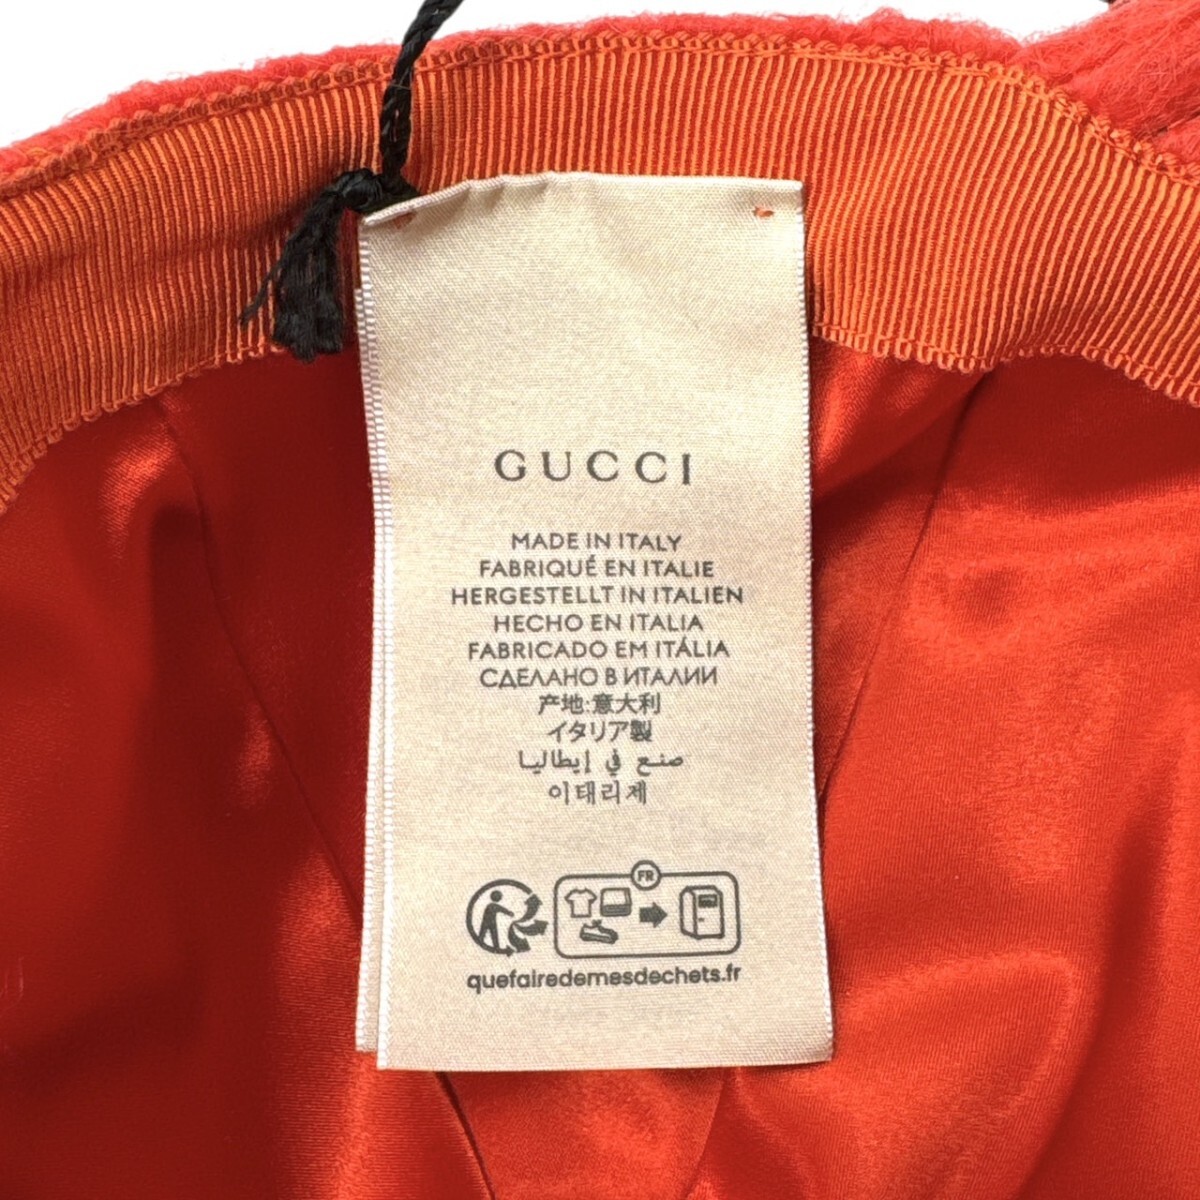 GUCCI
MADE IN ITALY
FABRIQUÉ EN ITALIE
HERGESTELLT IN ITALIEN
HECHO EN ITALIA
FABRICADO EM ITÁLIA
СДЕЛАНО В ИТАЛИИ
产地:意大利
イタリア製
صنع في إيطاليا
이태리제
FR
quefairedemesdechets.fr